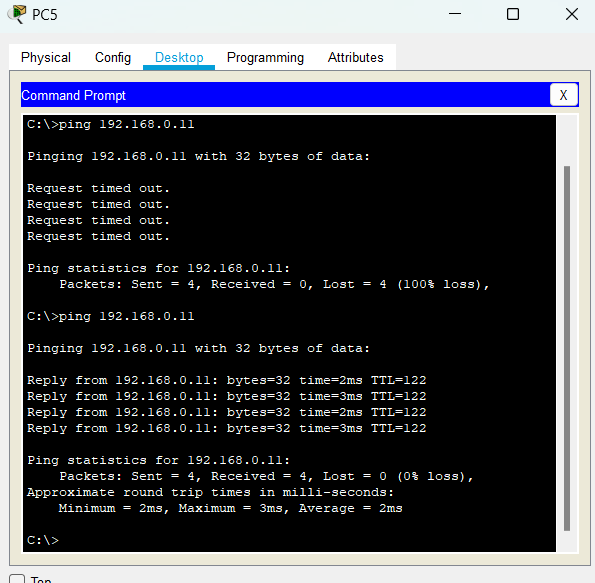 PC5
Physical Config Desktop Programming Attributes
Command Prompt X
C:\>ping 192.168.0.11
Pinging 192.168.0.11 with 32 bytes of data:
Request timed out.
Request timed out.
Request timed out.
Request timed out.
Ping statistics for 192.168.0.11:
    Packets: Sent = 4, Received = 0, Lost = 4 (100% loss),
C:\>ping 192.168.0.11
Pinging 192.168.0.11 with 32 bytes of data:
Reply from 192.168.0.11: bytes=32 time=2ms TTL=122
Reply from 192.168.0.11: bytes=32 time=3ms TTL=122
Reply from 192.168.0.11: bytes=32 time=2ms TTL=122
Reply from 192.168.0.11: bytes=32 time=3ms TTL=122
Ping statistics for 192.168.0.11:
    Packets: Sent = 4, Received = 4, Lost = 0 (0% loss),
Approximate round trip times in milli-seconds:
    Minimum = 2ms, Maximum = 3ms, Average = 2ms
C:\>
Top